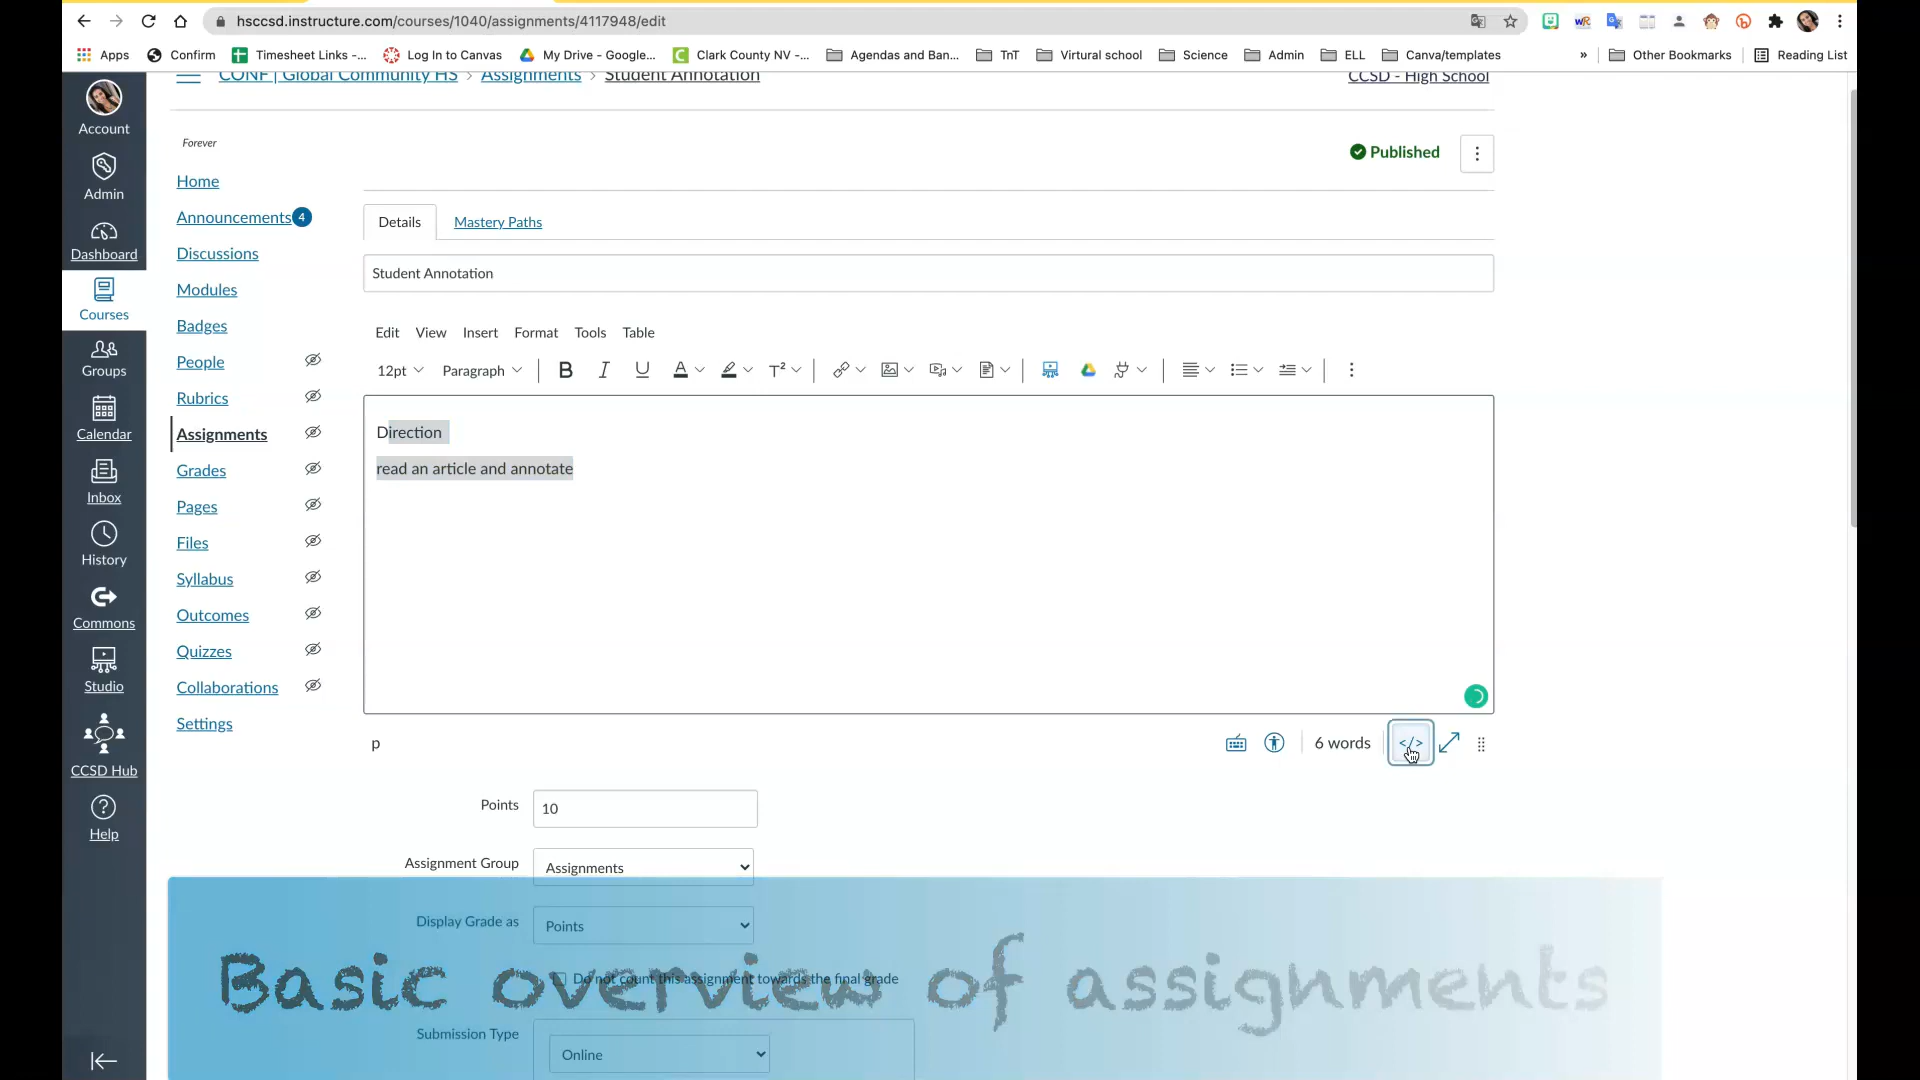 hsccsd.instructure.com/courses/1040/assignments/4117948/edit
Apps Confirm Timesheet Links -... Log In to Canvas My Drive - Google... Clark County NV -... Agendas and Ban... TnT Virtural school Science Admin ELL Canva/templates » Other Bookmarks Reading List
CONF | Global Community HS > Assignments > Student Annotation CCSD - High School
Account
Admin
Dashboard
Courses
Groups
Calendar
Inbox
History
Commons
Studio
CCSD Hub
Help
Forever
Home
Announcements 4
Discussions
Modules
Badges
People
Rubrics
Assignments
Grades
Pages
Files
Syllabus
Outcomes
Quizzes
Collaborations
Settings
Published
Details Mastery Paths
Student Annotation
Edit View Insert Format Tools Table
12pt Paragraph B I U A T²
Direction
read an article and annotate
p 6 words </>
Points 10
Assignment Group Assignments
Display Grade as Points
Do not count this assignment towards the final grade
Basic overview of assignments
Submission Type Online